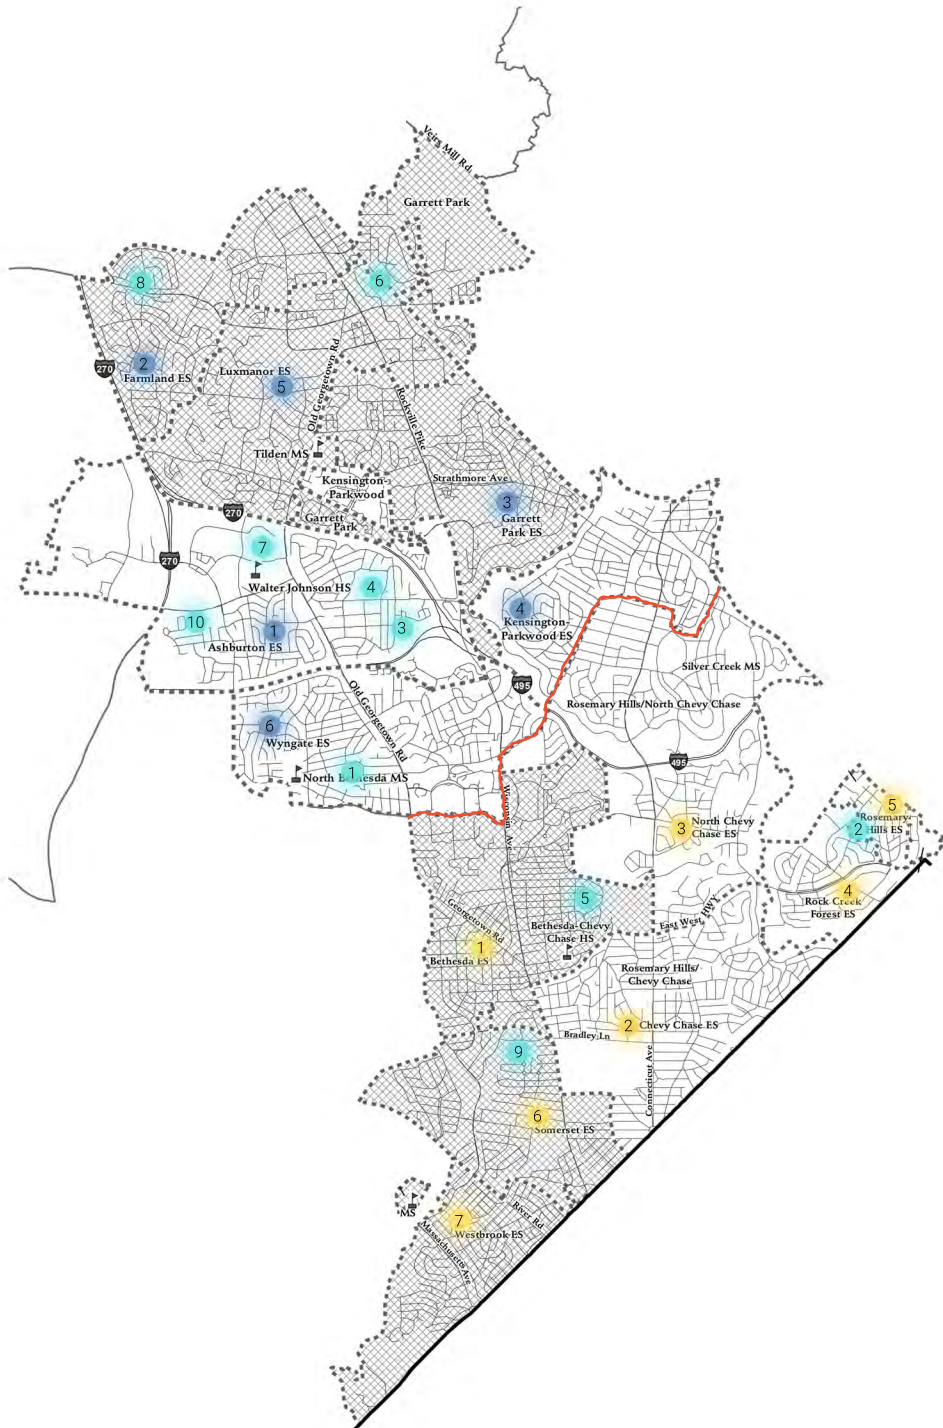 Veirs Mill Rd.
Garrett Park
8
6
270
2
Farmland ES
Luxmanor ES
5
Old Georgetown Rd
Rockville Pike
Tilden MS
Kensington-
Parkwood
Strathmore Ave
3
Garrett
Park ES
270
Garrett
Park
270
7
Walter Johnson HS
4
10
1
Ashburton ES
3
4
Kensington-
Parkwood ES
Silver Creek MS
495
Rosemary Hills/North Chevy Chase
Old Georgetown Rd
6
Wyngate ES
1
North Bethesda MS
495
Wisconsin Ave
3
North Chevy
Chase ES
5
Rosemary
Hills ES
2
4
Rock Creek
Forest ES
5
Georgetown Rd
East West HWY
Bethesda-Chevy
Chase HS
1
Bethesda ES
Rosemary Hills/
Chevy Chase
2
Chevy Chase ES
Bradley Ln
9
Connecticut Ave
6
Somerset ES
MS
7
River Rd
Westbrook ES
Massachusetts Ave